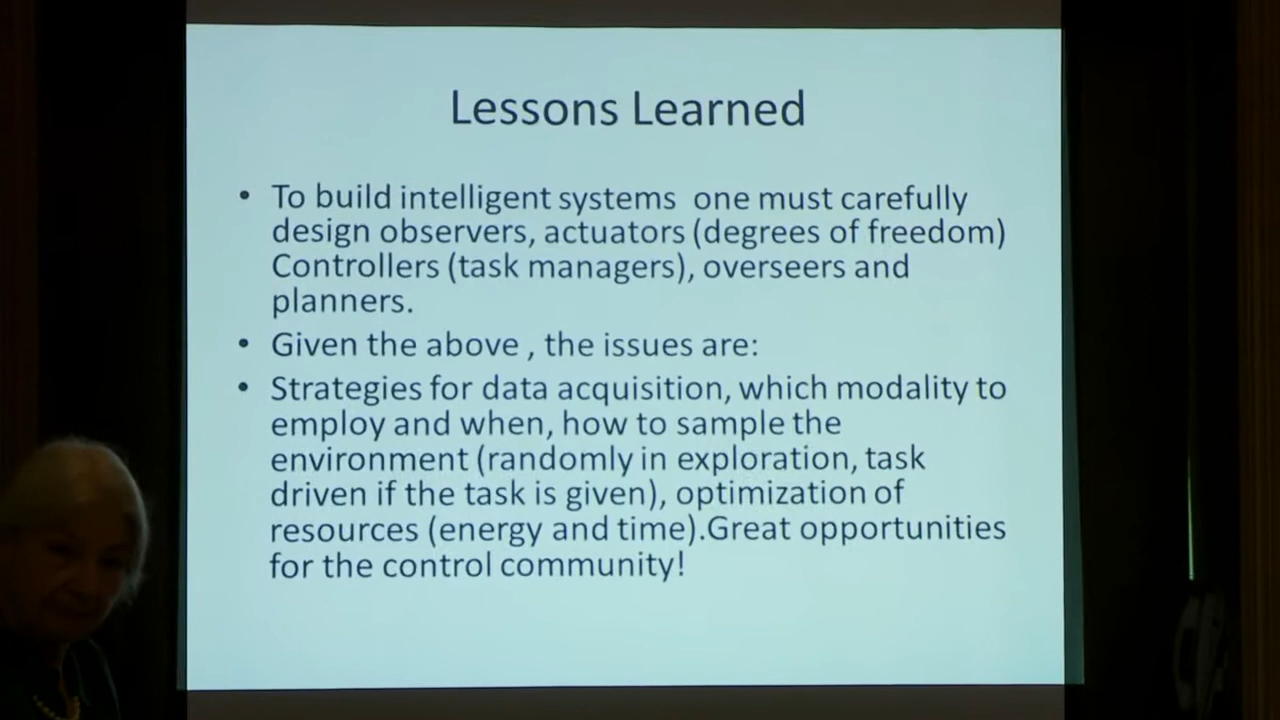 Lessons Learned
• To build intelligent systems one must carefully
design observers, actuators (degrees of freedom)
Controllers (task managers), overseers and
planners.
• Given the above , the issues are:
• Strategies for data acquisition, which modality to
employ and when, how to sample the
environment (randomly in exploration, task
driven if the task is given), optimization of
resources (energy and time).Great opportunities
for the control community!